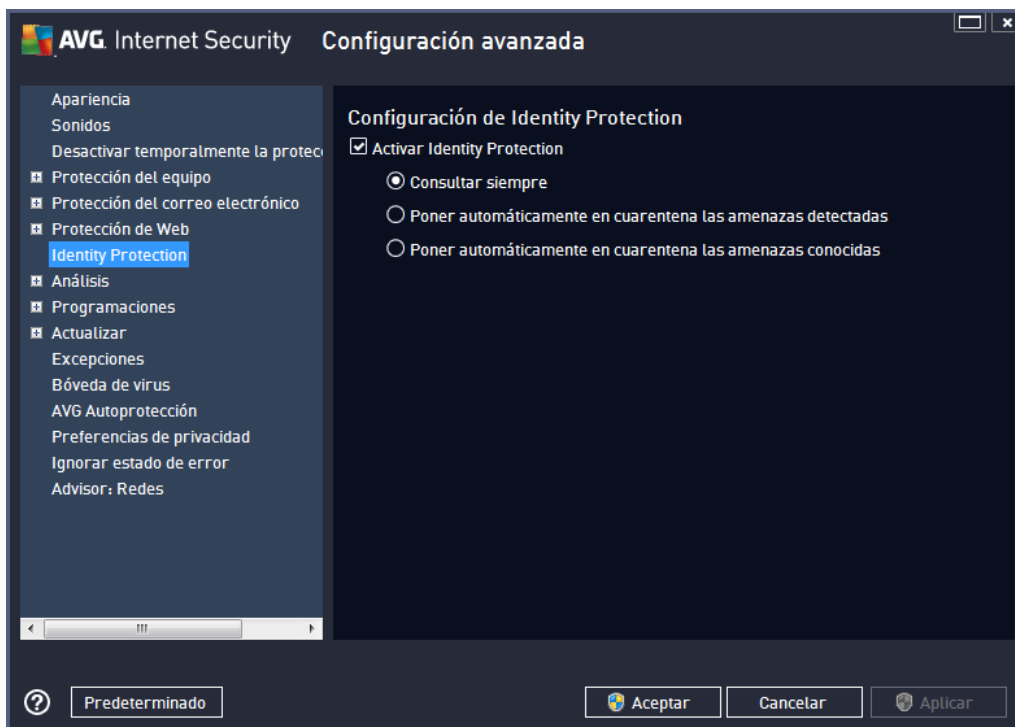 AVG. Internet Security
Configuración avanzada
Apariencia
Sonidos
Desactivar temporalmente la protec
Protección del equipo
Protección del correo electrónico
Protección de Web
Identity Protection
Análisis
Programaciones
Actualizar
Excepciones
Bóveda de virus
AVG Autoprotección
Preferencias de privacidad
Ignorar estado de error
Advisor: Redes
Configuración de Identity Protection
Activar Identity Protection
Consultar siempre
Poner automáticamente en cuarentena las amenazas detectadas
Poner automáticamente en cuarentena las amenazas conocidas
Predeterminado
Aceptar
Cancelar
Aplicar